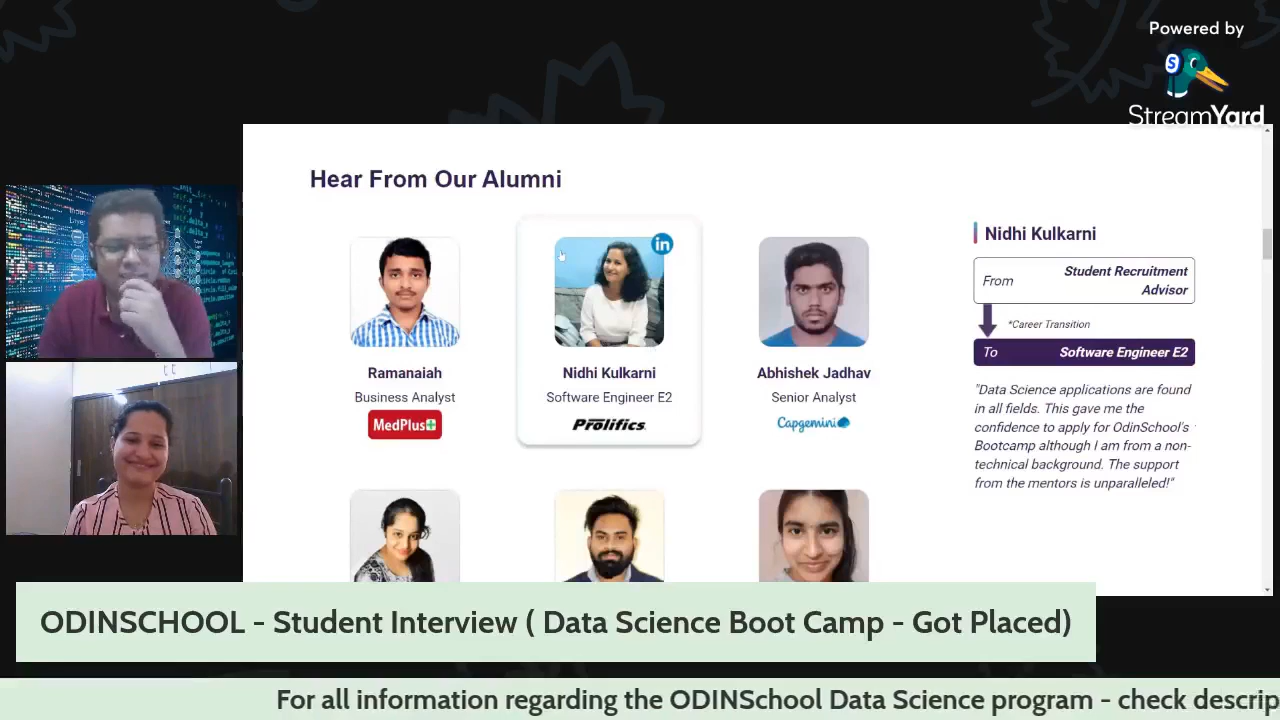 Powered by
StreamYard
Hear From Our Alumni
in
Ramanaiah
Business Analyst
MedPlus
Nidhi Kulkarni
Software Engineer E2
Prolifics
Abhishek Jadhav
Senior Analyst
Capgemini
Nidhi Kulkarni
From
Student Recruitment
Advisor
*Career Transition
To
Software Engineer E2
"Data Science applications are found
in all fields. This gave me the
confidence to apply for OdinSchool's
Bootcamp although I am from a non-
technical background. The support
from the mentors is unparalleled!"
ODINSCHOOL - Student Interview ( Data Science Boot Camp - Got Placed)
For all information regarding the ODINSchool Data Science program - check descrip